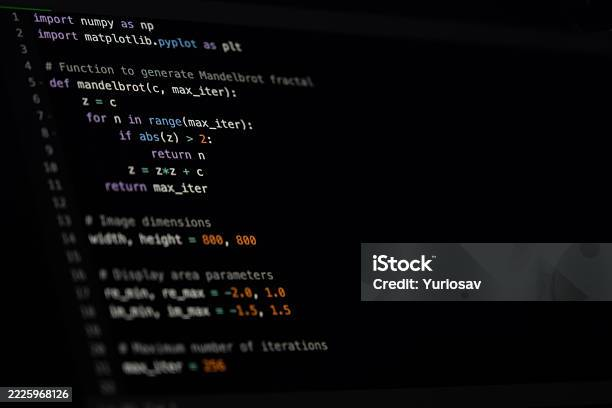 1 import numpy as np
2 import matplotlib.pyplot as plt
3
4 # Function to generate Mandelbrot fractal
5 def mandelbrot(c, max_iter):
6 z = c
7 for n in range(max_iter):
8 if abs(z) > 2:
9 return n
10 z = z*z + c
11 return max_iter
12
13 # Image dimensions
14 width, height = 800, 800
15
16 # Display area parameters
17 re_min, re_max = -2.0, 1.0
18 im_min, im_max = -1.5, 1.5
19
20 # Maximum number of iterations
21 max_iter = 256
iStock™
Credit: Yuriosav
2225968126